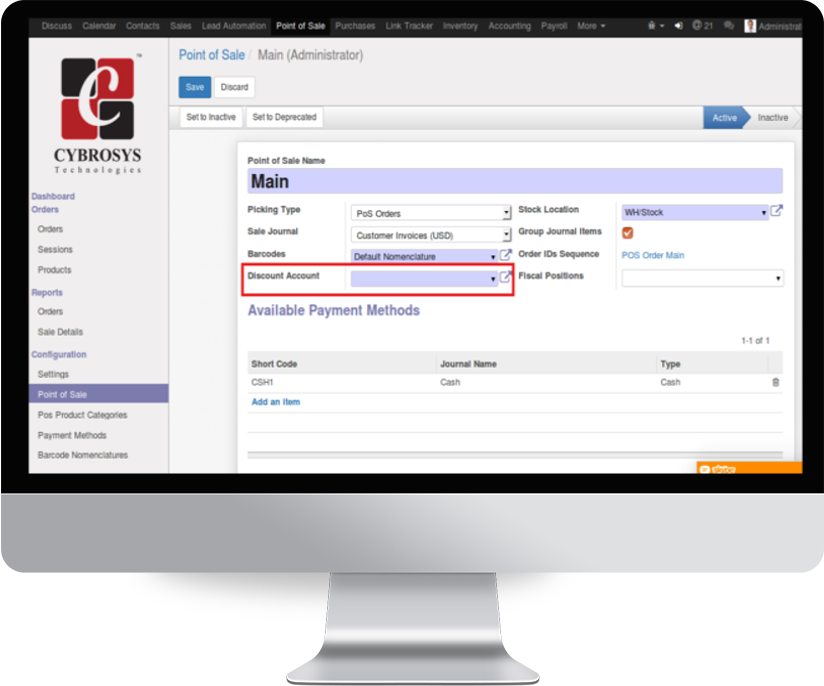 Discuss Calendar Contacts Sales Lead Automation Point of Sale Purchases Link Tracker Inventory Accounting Payroll More 21
Point of Sale / Main (Administrator)
Save Discard
Set to Inactive Set to Deprecated Active Inactive
C
™
CYBROSYS
Technologies
Dashboard
Orders
Orders
Sessions
Products
Reports
Orders
Sale Details
Configuration
Settings
Point of Sale
Pos Product Categories
Payment Methods
Barcode Nomenclatures
Point of Sale Name
Main
Picking Type PoS Orders Stock Location WH/Stock
Sale Journal Customer Invoices (USD) Group Journal Items
Barcodes Default Nomenclature Order IDs Sequence POS Order Main
Discount Account Fiscal Positions
Available Payment Methods
1-1 of 1
Short Code Journal Name Type
CSH1 Cash Cash
Add an item